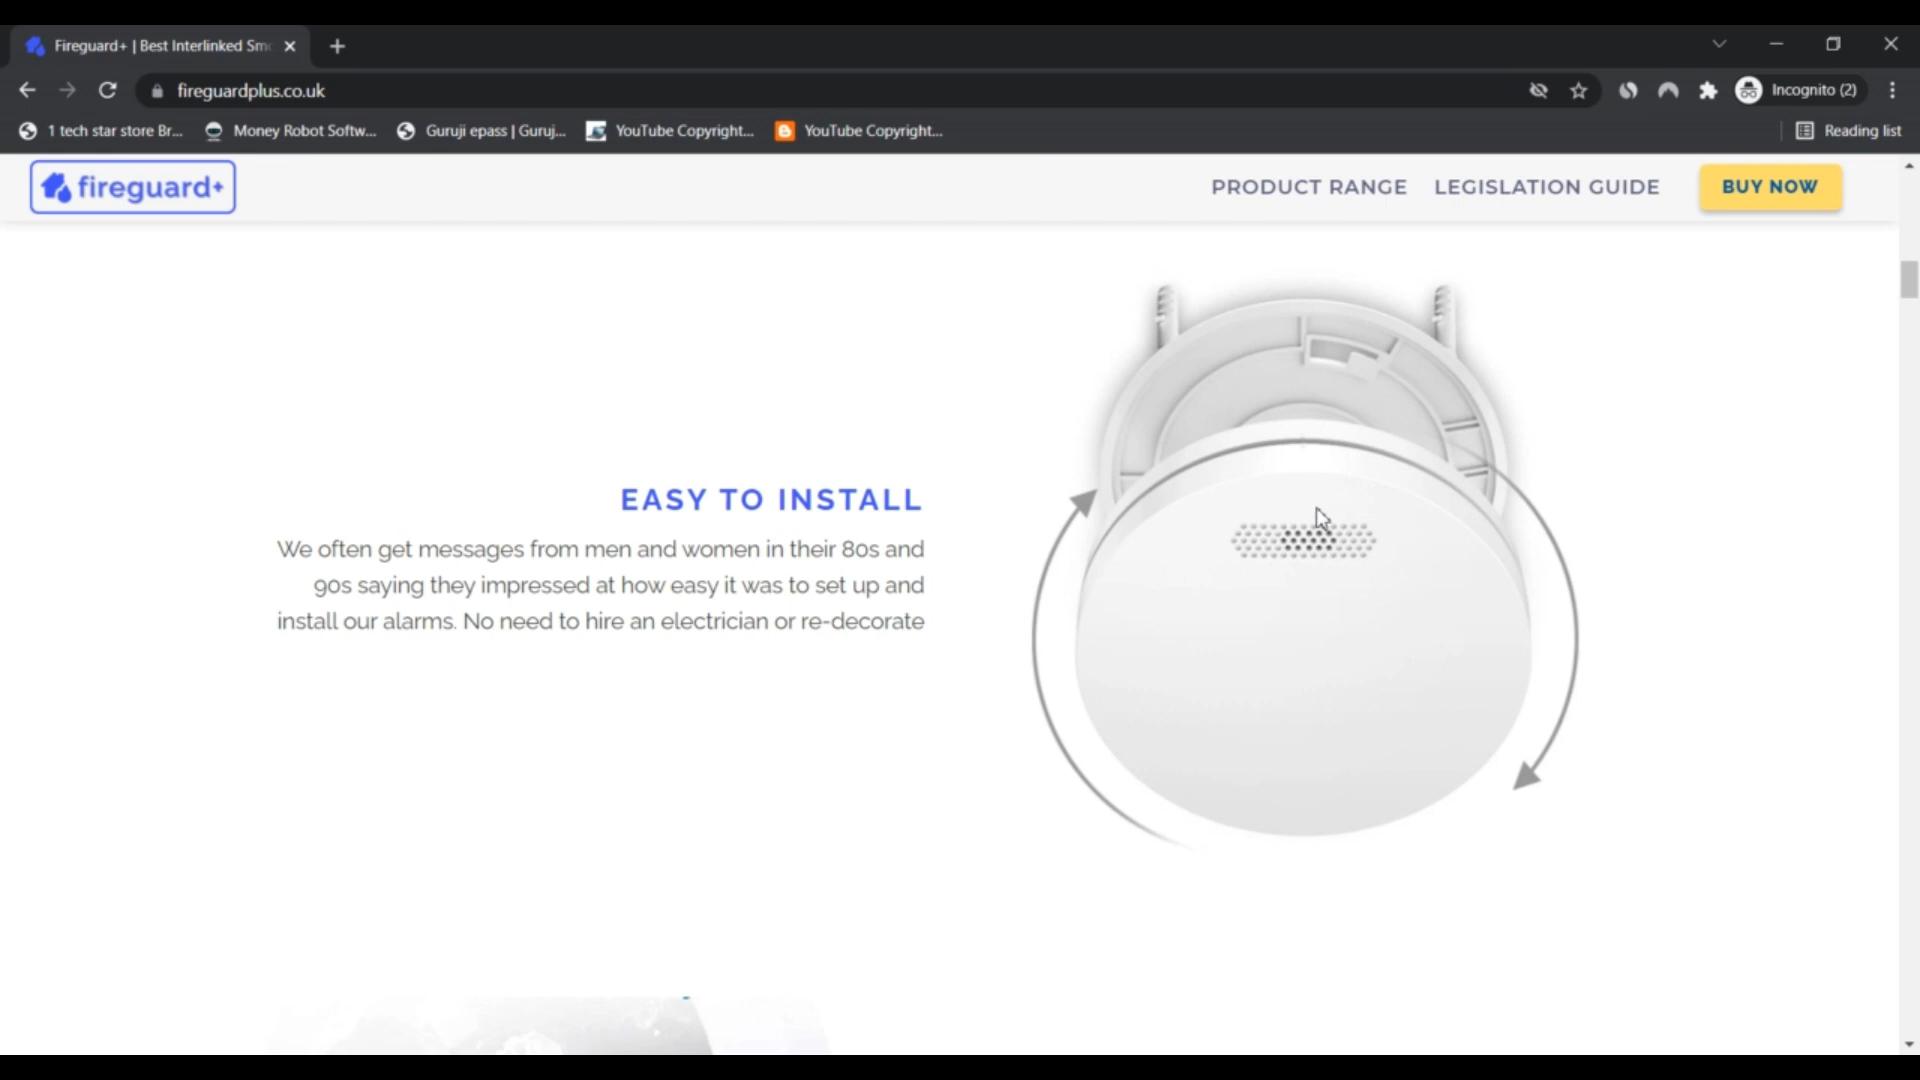 Fireguard+ | Best Interlinked Smo
fireguardplus.co.uk
Incognito (2)
1 tech star store Br...
Money Robot Softw...
Guruji epass | Guruj...
YouTube Copyright...
YouTube Copyright...
Reading list
fireguard+
PRODUCT RANGE
LEGISLATION GUIDE
BUY NOW
EASY TO INSTALL
We often get messages from men and women in their 80s and
90s saying they impressed at how easy it was to set up and
install our alarms. No need to hire an electrician or re-decorate